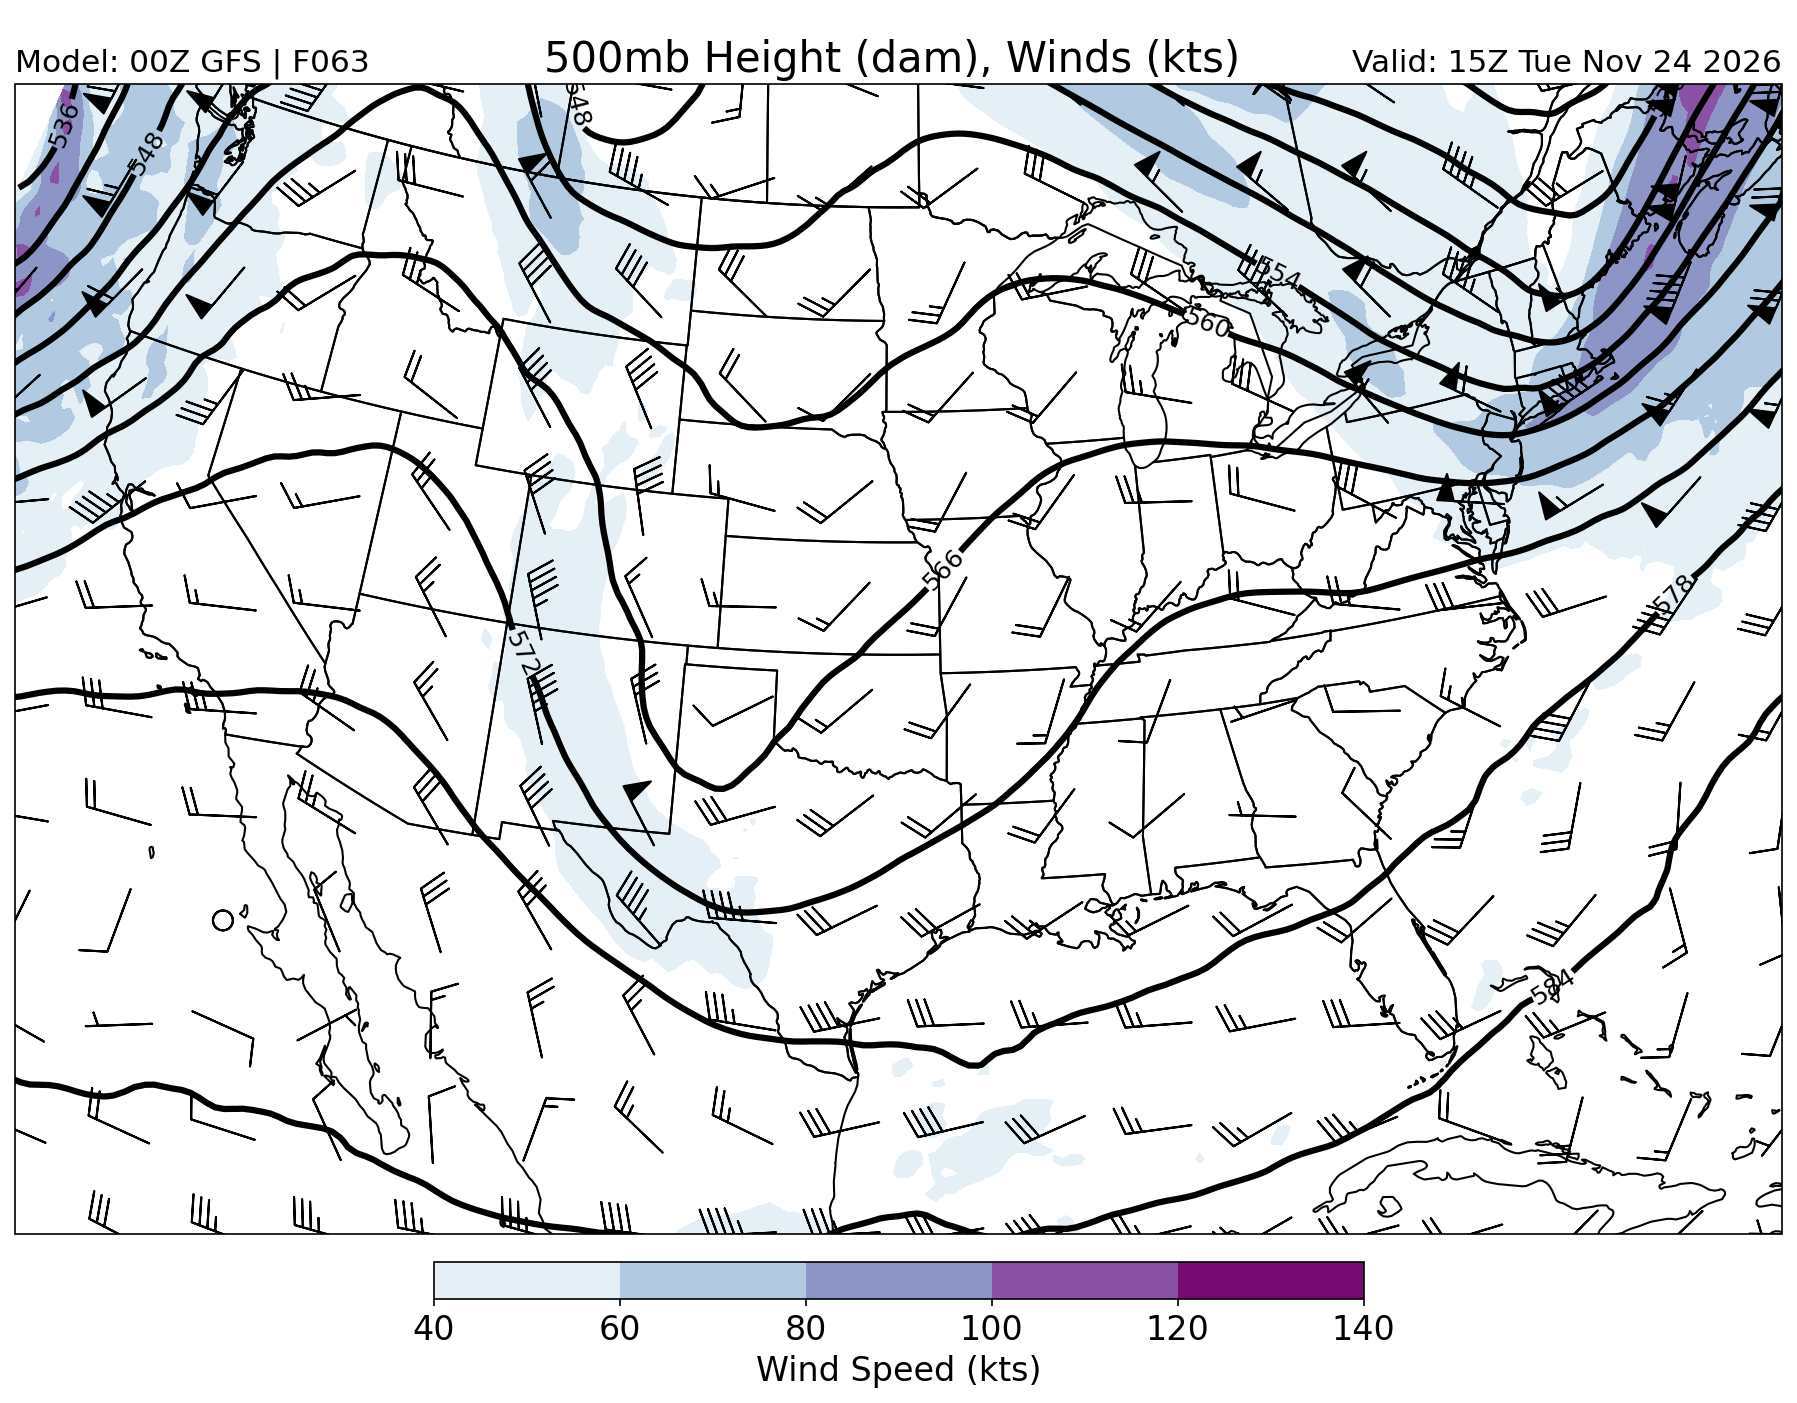 Model: 00Z GFS | F063
500mb Height (dam), Winds (kts)
Valid: 15Z Tue Nov 24 2026
536
548
548
554
560
566
572
578
584
40 60 80 100 120 140
Wind Speed (kts)